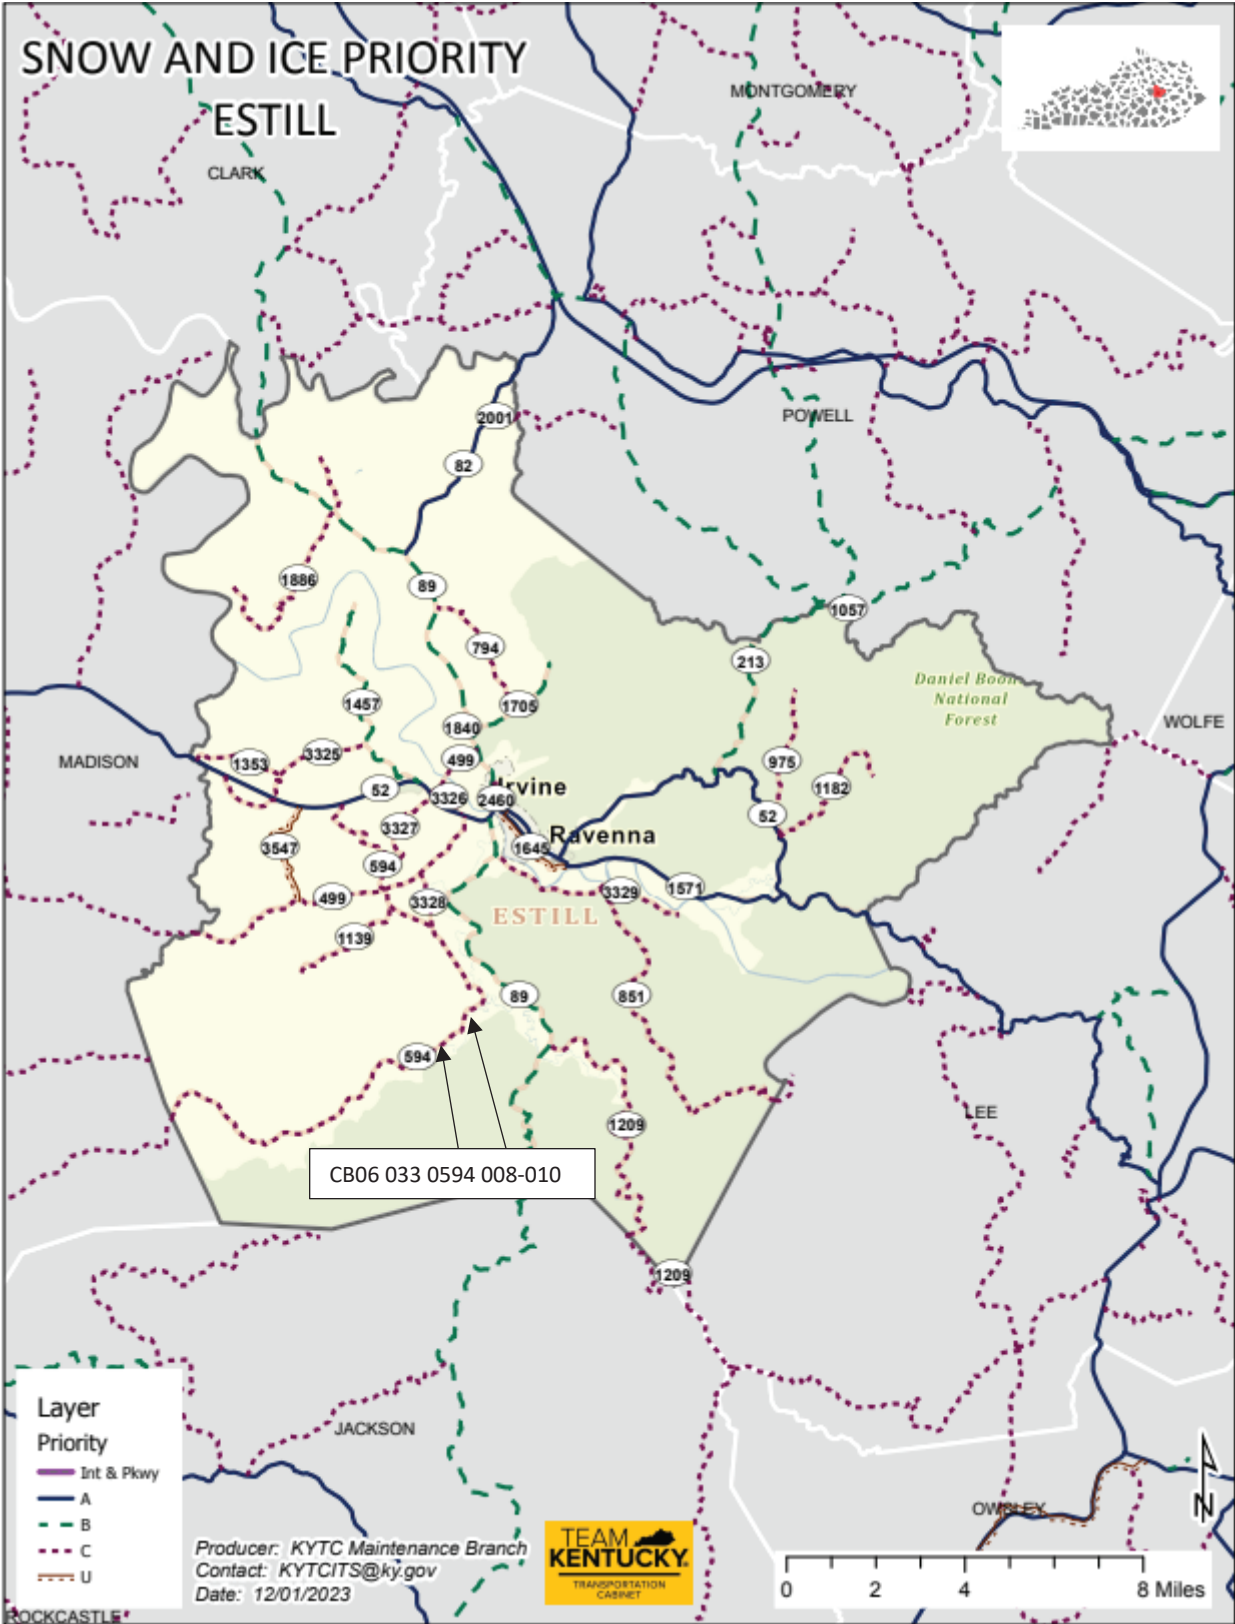 SNOW AND ICE PRIORITY
ESTILL
MONTGOMERY
CLARK
POWELL
2001
82
1886
89
1057
794
213
Daniel Boon
National
Forest
1457
1705
WOLFE
1840
MADISON
1353
3325
499
975
1182
52
3326
2460
Irvine
52
3327
1645
Ravenna
3547
594
499
3328
3329
1571
ESTILL
1139
89
851
594
LEE
1209
CB06 033 0594 008-010
1209
JACKSON
OWSLEY
Layer
Priority
Int & Pkwy
A
B
C
U
Producer: KYTC Maintenance Branch
Contact: KYTCITS@ky.gov
Date: 12/01/2023
TEAM
KENTUCKY
TRANSPORTATION
CABINET
N
0 2 4 8 Miles
ROCKCASTLE